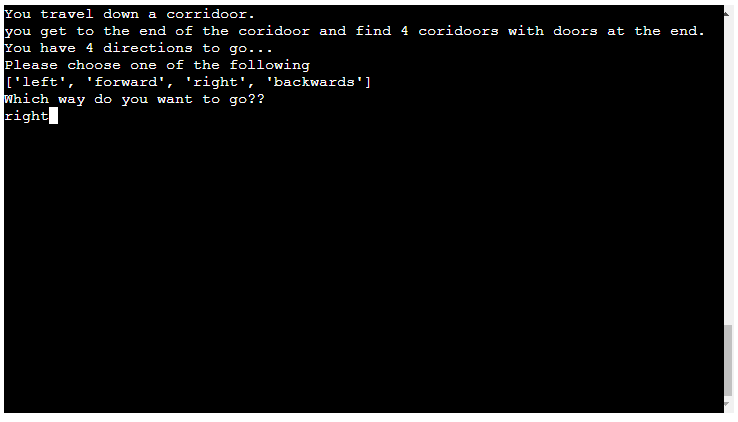 You travel down a corridoor.
you get to the end of the coridoor and find 4 coridoors with doors at the end.
You have 4 directions to go...
Please choose one of the following
['left', 'forward', 'right', 'backwards']
Which way do you want to go??
right